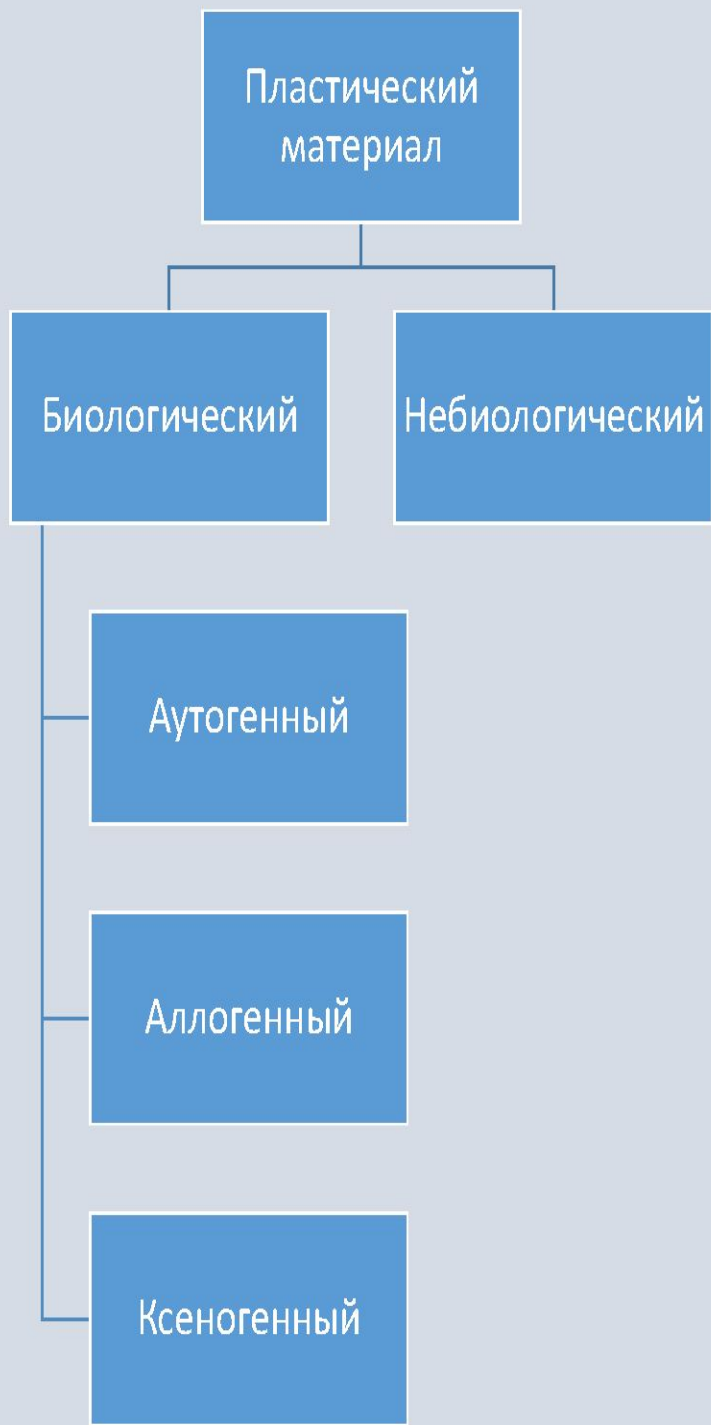 Пластический
материал
Биологический
Небиологический
Аутогенный
Аллогенный
Ксеногенный